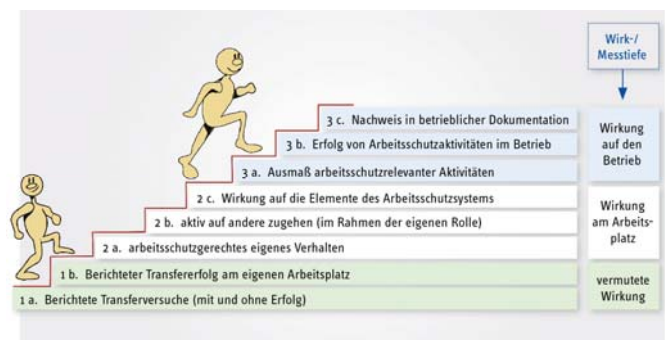 Wirk-/
Messtiefe
3 c. Nachweis in betrieblicher Dokumentation
3 b. Erfolg von Arbeitsschutzaktivitäten im Betrieb
3 a. Ausmaß arbeitsschutzrelevanter Aktivitäten
Wirkung
auf den
Betrieb
2 c. Wirkung auf die Elemente des Arbeitsschutzsystems
2 b. aktiv auf andere zugehen (im Rahmen der eigenen Rolle)
2 a. arbeitsschutzgerechtes eigenes Verhalten
Wirkung
am Arbeits-
platz
1 b. Berichteter Transfererfolg am eigenen Arbeitsplatz
1 a. Berichtete Transferversuche (mit und ohne Erfolg)
vermutete
Wirkung